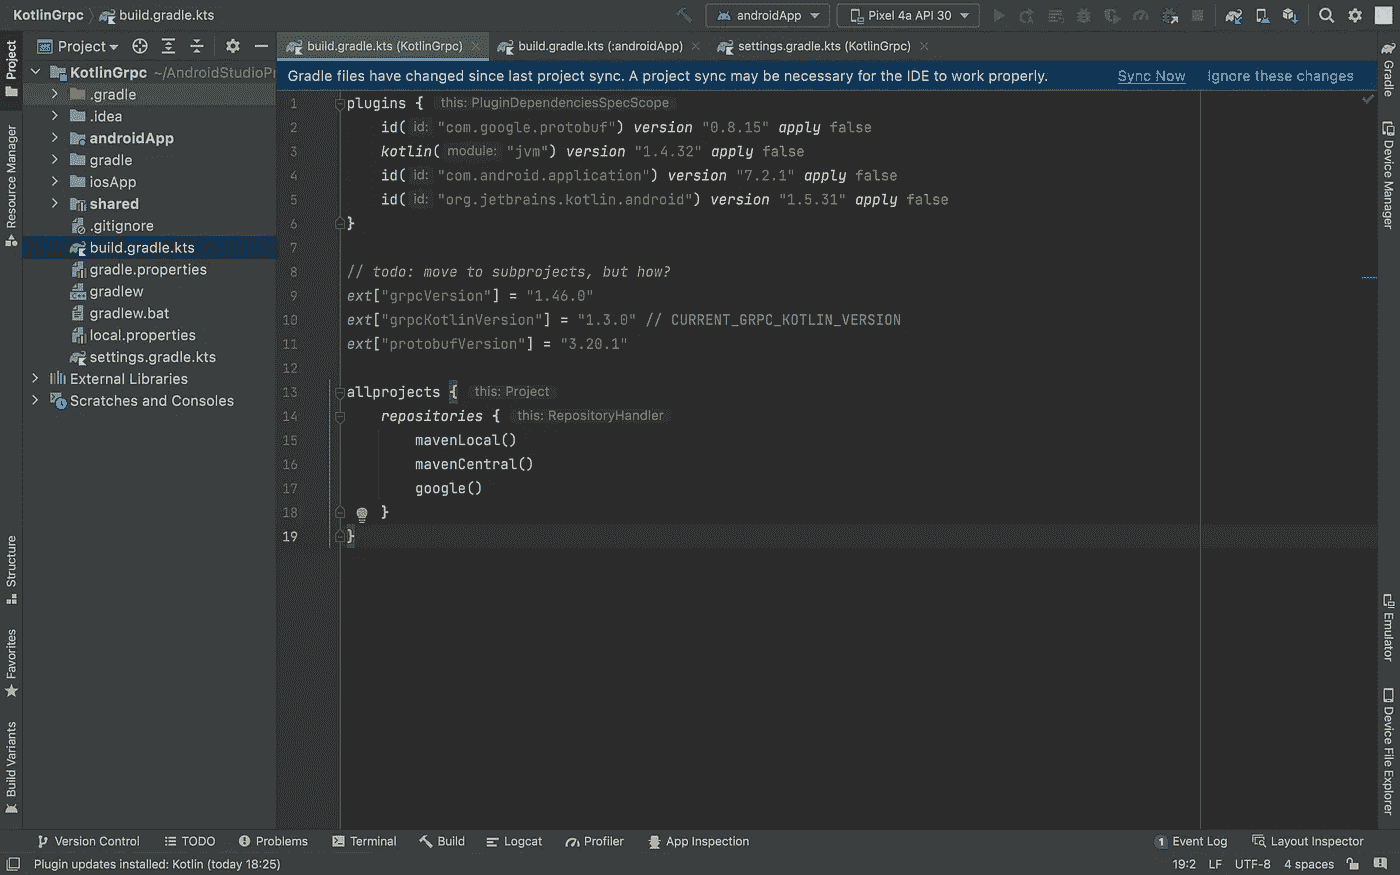 KotlinGrpc build.gradle.kts androidApp Pixel 4a API 30
Project
build.gradle.kts (KotlinGrpc) build.gradle.kts (:androidApp) settings.gradle.kts (KotlinGrpc)
Gradle files have changed since last project sync. A project sync may be necessary for the IDE to work properly. Sync Now Ignore these changes
KotlinGrpc ~/AndroidStudioPr
.gradle
.idea
androidApp
gradle
iosApp
shared
.gitignore
build.gradle.kts
gradle.properties
gradlew
gradlew.bat
local.properties
settings.gradle.kts
External Libraries
Scratches and Consoles
1 plugins { this: PluginDependenciesSpecScope
2 id( id: "com.google.protobuf") version "0.8.15" apply false
3 kotlin( module: "jvm") version "1.4.32" apply false
4 id( id: "com.android.application") version "7.2.1" apply false
5 id( id: "org.jetbrains.kotlin.android") version "1.5.31" apply false
6 }
7
8 // todo: move to subprojects, but how?
9 ext["grpcVersion"] = "1.46.0"
10 ext["grpcKotlinVersion"] = "1.3.0" // CURRENT_GRPC_KOTLIN_VERSION
11 ext["protobufVersion"] = "3.20.1"
12
13 allprojects { this: Project
14 repositories { this: RepositoryHandler
15 mavenLocal()
16 mavenCentral()
17 google()
18 }
19 }
Project
Resource Manager
Structure
Favorites
Build Variants
Gradle
Device Manager
Emulator
Device File Explorer
Version Control TODO Problems Terminal Build Logcat Profiler App Inspection 1 Event Log Layout Inspector
Plugin updates installed: Kotlin (today 18:25) 19:2 LF UTF-8 4 spaces